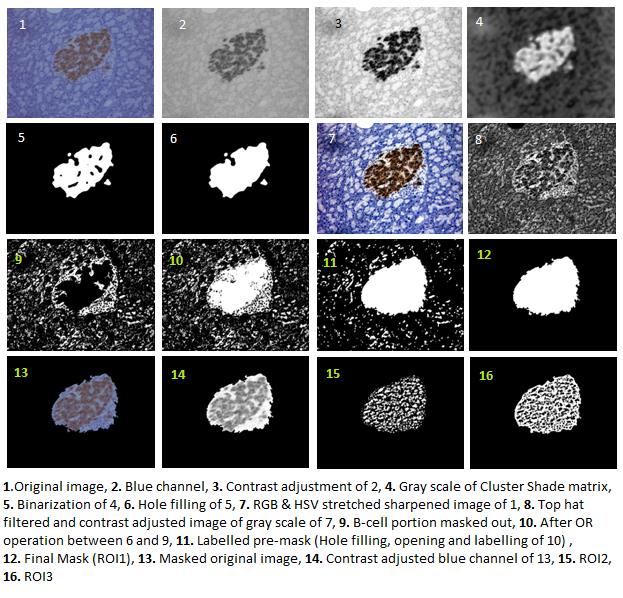 1
2
3
4
5
6
7
8
9
10
11
12
13
14
15
16
1.Original image, 2. Blue channel, 3. Contrast adjustment of 2, 4. Gray scale of Cluster Shade matrix,
5. Binarization of 4, 6. Hole filling of 5, 7. RGB & HSV stretched sharpened image of 1, 8. Top hat
filtered and contrast adjusted image of gray scale of 7, 9. B-cell portion masked out, 10. After OR
operation between 6 and 9, 11. Labelled pre-mask (Hole filling, opening and labelling of 10) ,
12. Final Mask (ROI1), 13. Masked original image, 14. Contrast adjusted blue channel of 13, 15. ROI2,
16. ROI3